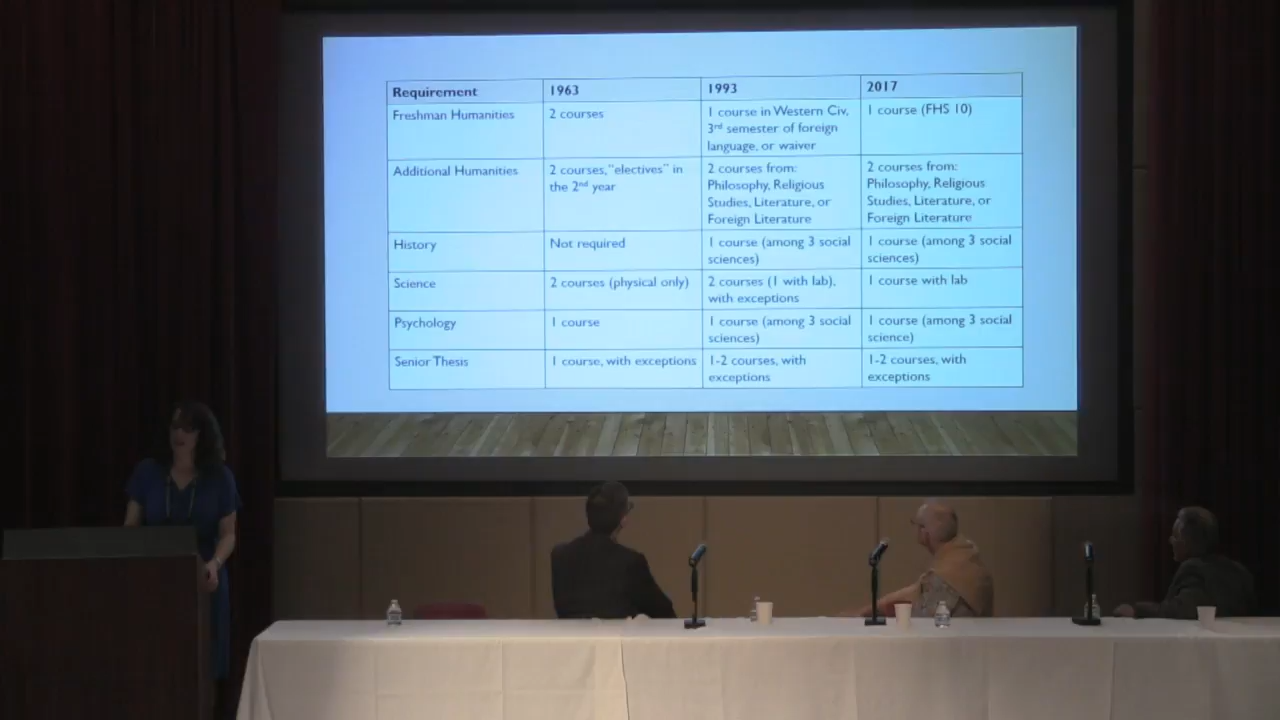 Requirement 1963 1993 2017
Freshman Humanities 2 courses 1 course in Western Civ, 1 course (FHS 10)
3rd semester of foreign
language, or waiver
Additional Humanities 2 courses, "electives" in 2 courses from: 2 courses from:
the 2nd year Philosophy, Religious Philosophy, Religious
Studies, Literature, or Studies, Literature, or
Foreign Literature Foreign Literature
History Not required 1 course (among 3 social 1 course (among 3 social
sciences) sciences)
Science 2 courses (physical only) 2 courses (1 with lab), 1 course with lab
with exceptions
Psychology 1 course 1 course (among 3 social 1 course (among 3 social
sciences) science)
Senior Thesis 1 course, with exceptions 1-2 courses, with 1-2 courses, with
exceptions exceptions